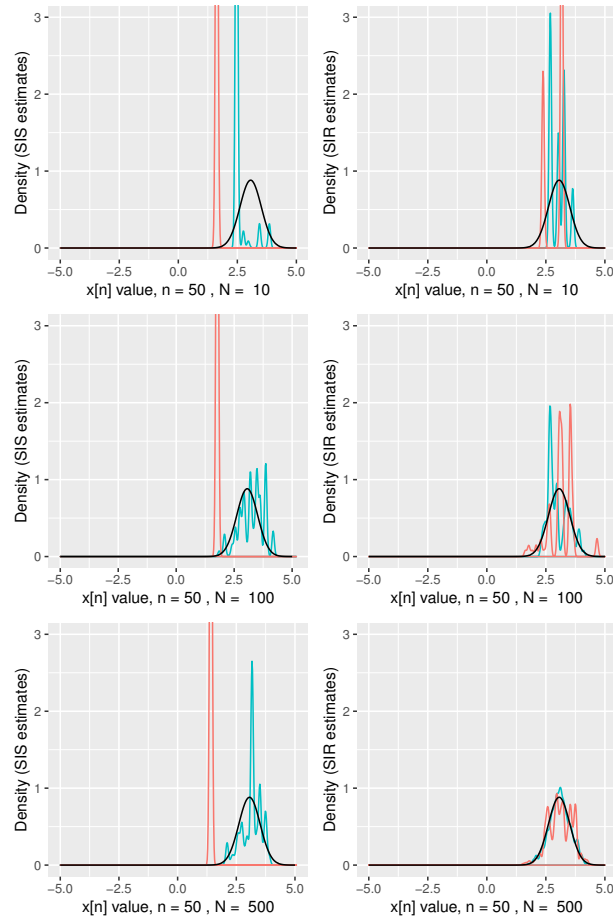 3
2
1
0
Density (SIS estimates)
−5.0 −2.5 0.0 2.5 5.0
x[n] value, n = 50 , N = 10
3
2
1
0
Density (SIR estimates)
−5.0 −2.5 0.0 2.5 5.0
x[n] value, n = 50 , N = 10
3
2
1
0
Density (SIS estimates)
−5.0 −2.5 0.0 2.5 5.0
x[n] value, n = 50 , N = 100
3
2
1
0
Density (SIR estimates)
−5.0 −2.5 0.0 2.5 5.0
x[n] value, n = 50 , N = 100
3
2
1
0
Density (SIS estimates)
−5.0 −2.5 0.0 2.5 5.0
x[n] value, n = 50 , N = 500
3
2
1
0
Density (SIR estimates)
−5.0 −2.5 0.0 2.5 5.0
x[n] value, n = 50 , N = 500